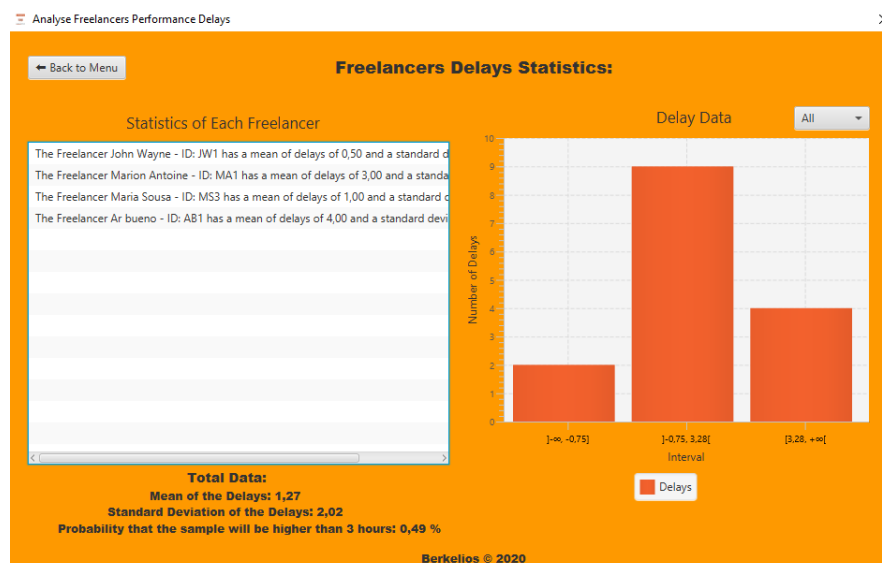 Analyse Freelancers Performance Delays
Back to Menu
Freelancers Delays Statistics:
Statistics of Each Freelancer
The Freelancer John Wayne - ID: JW1 has a mean of delays of 0,50 and a standard d
The Freelancer Marion Antoine - ID: MA1 has a mean of delays of 3,00 and a standa
The Freelancer Maria Sousa - ID: MS3 has a mean of delays of 1,00 and a standard d
The Freelancer Ar bueno - ID: AB1 has a mean of delays of 4,00 and a standard devi
Total Data:
Mean of the Delays: 1,27
Standard Deviation of the Delays: 2,02
Probability that the sample will be higher than 3 hours: 0,49 %
Delay Data
All
Number of Delays
10
9
8
7
6
5
4
3
2
1
0
]-∞, -0,75]
]-0,75, 3,28[
[3,28, +∞[
Interval
Delays
Berkelios © 2020